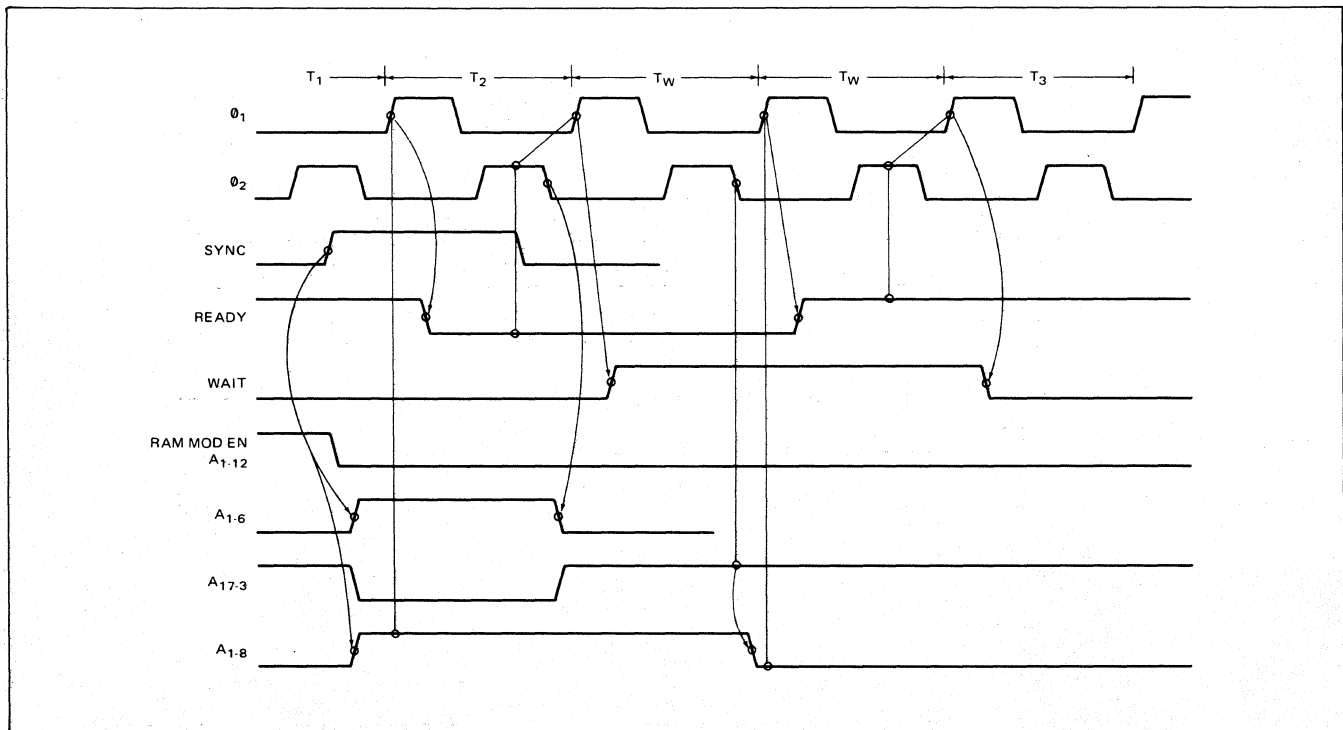 T1 T2 TW TW T3
Ø1
Ø2
SYNC
READY
WAIT
RAM MOD EN
A1-12
A1-6
A17-3
A1-8